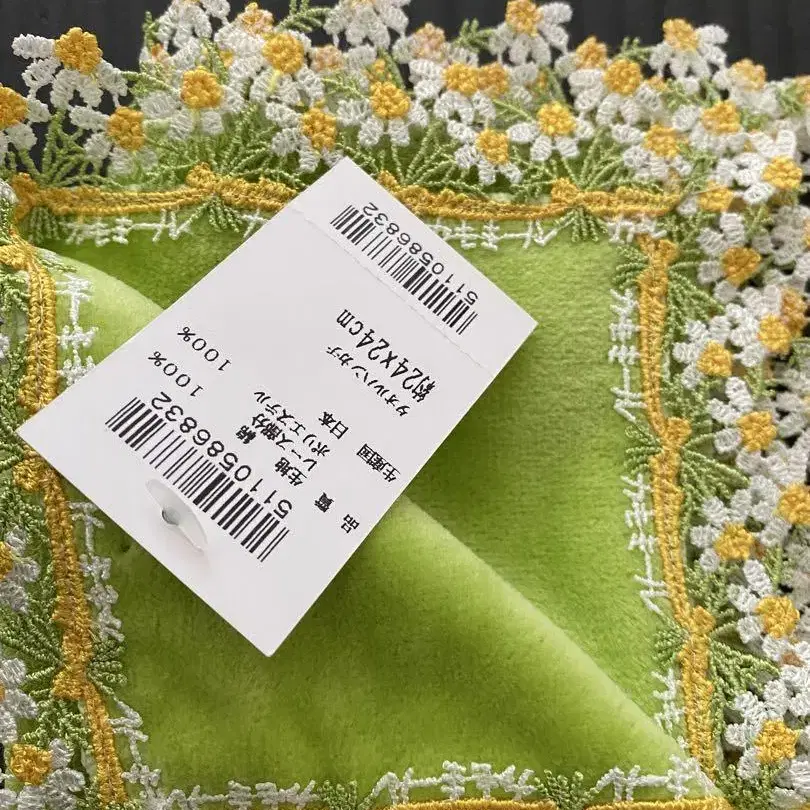 5110586832
品質
生地 綿 100%
レース部分
ポリエステル 100%
生産国 日本
タオルハンカチ
約24×24cm
5110586832